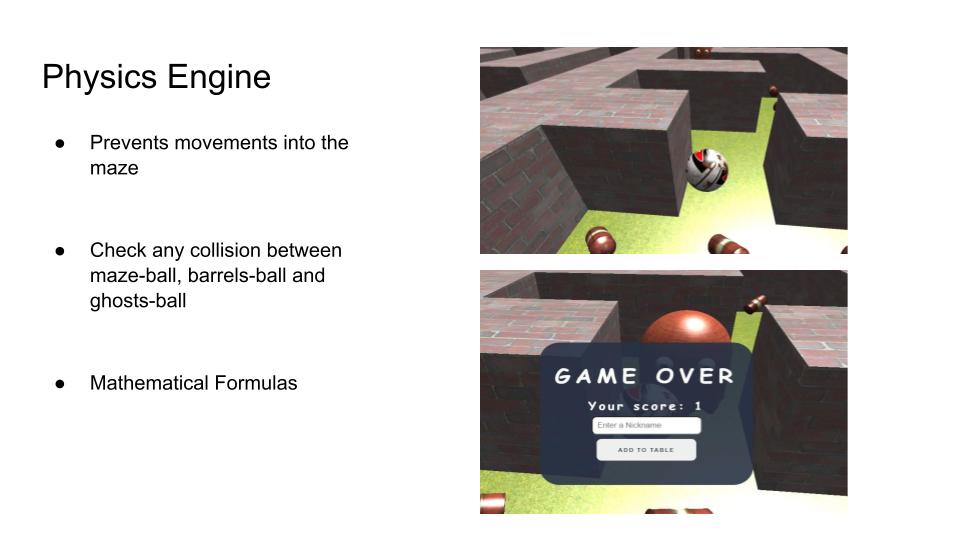 Physics Engine
● Prevents movements into the
maze
● Check any collision between
maze-ball, barrels-ball and
ghosts-ball
● Mathematical Formulas
GAME OVER
Your score: 1
Enter a Nickname
ADD TO TABLE